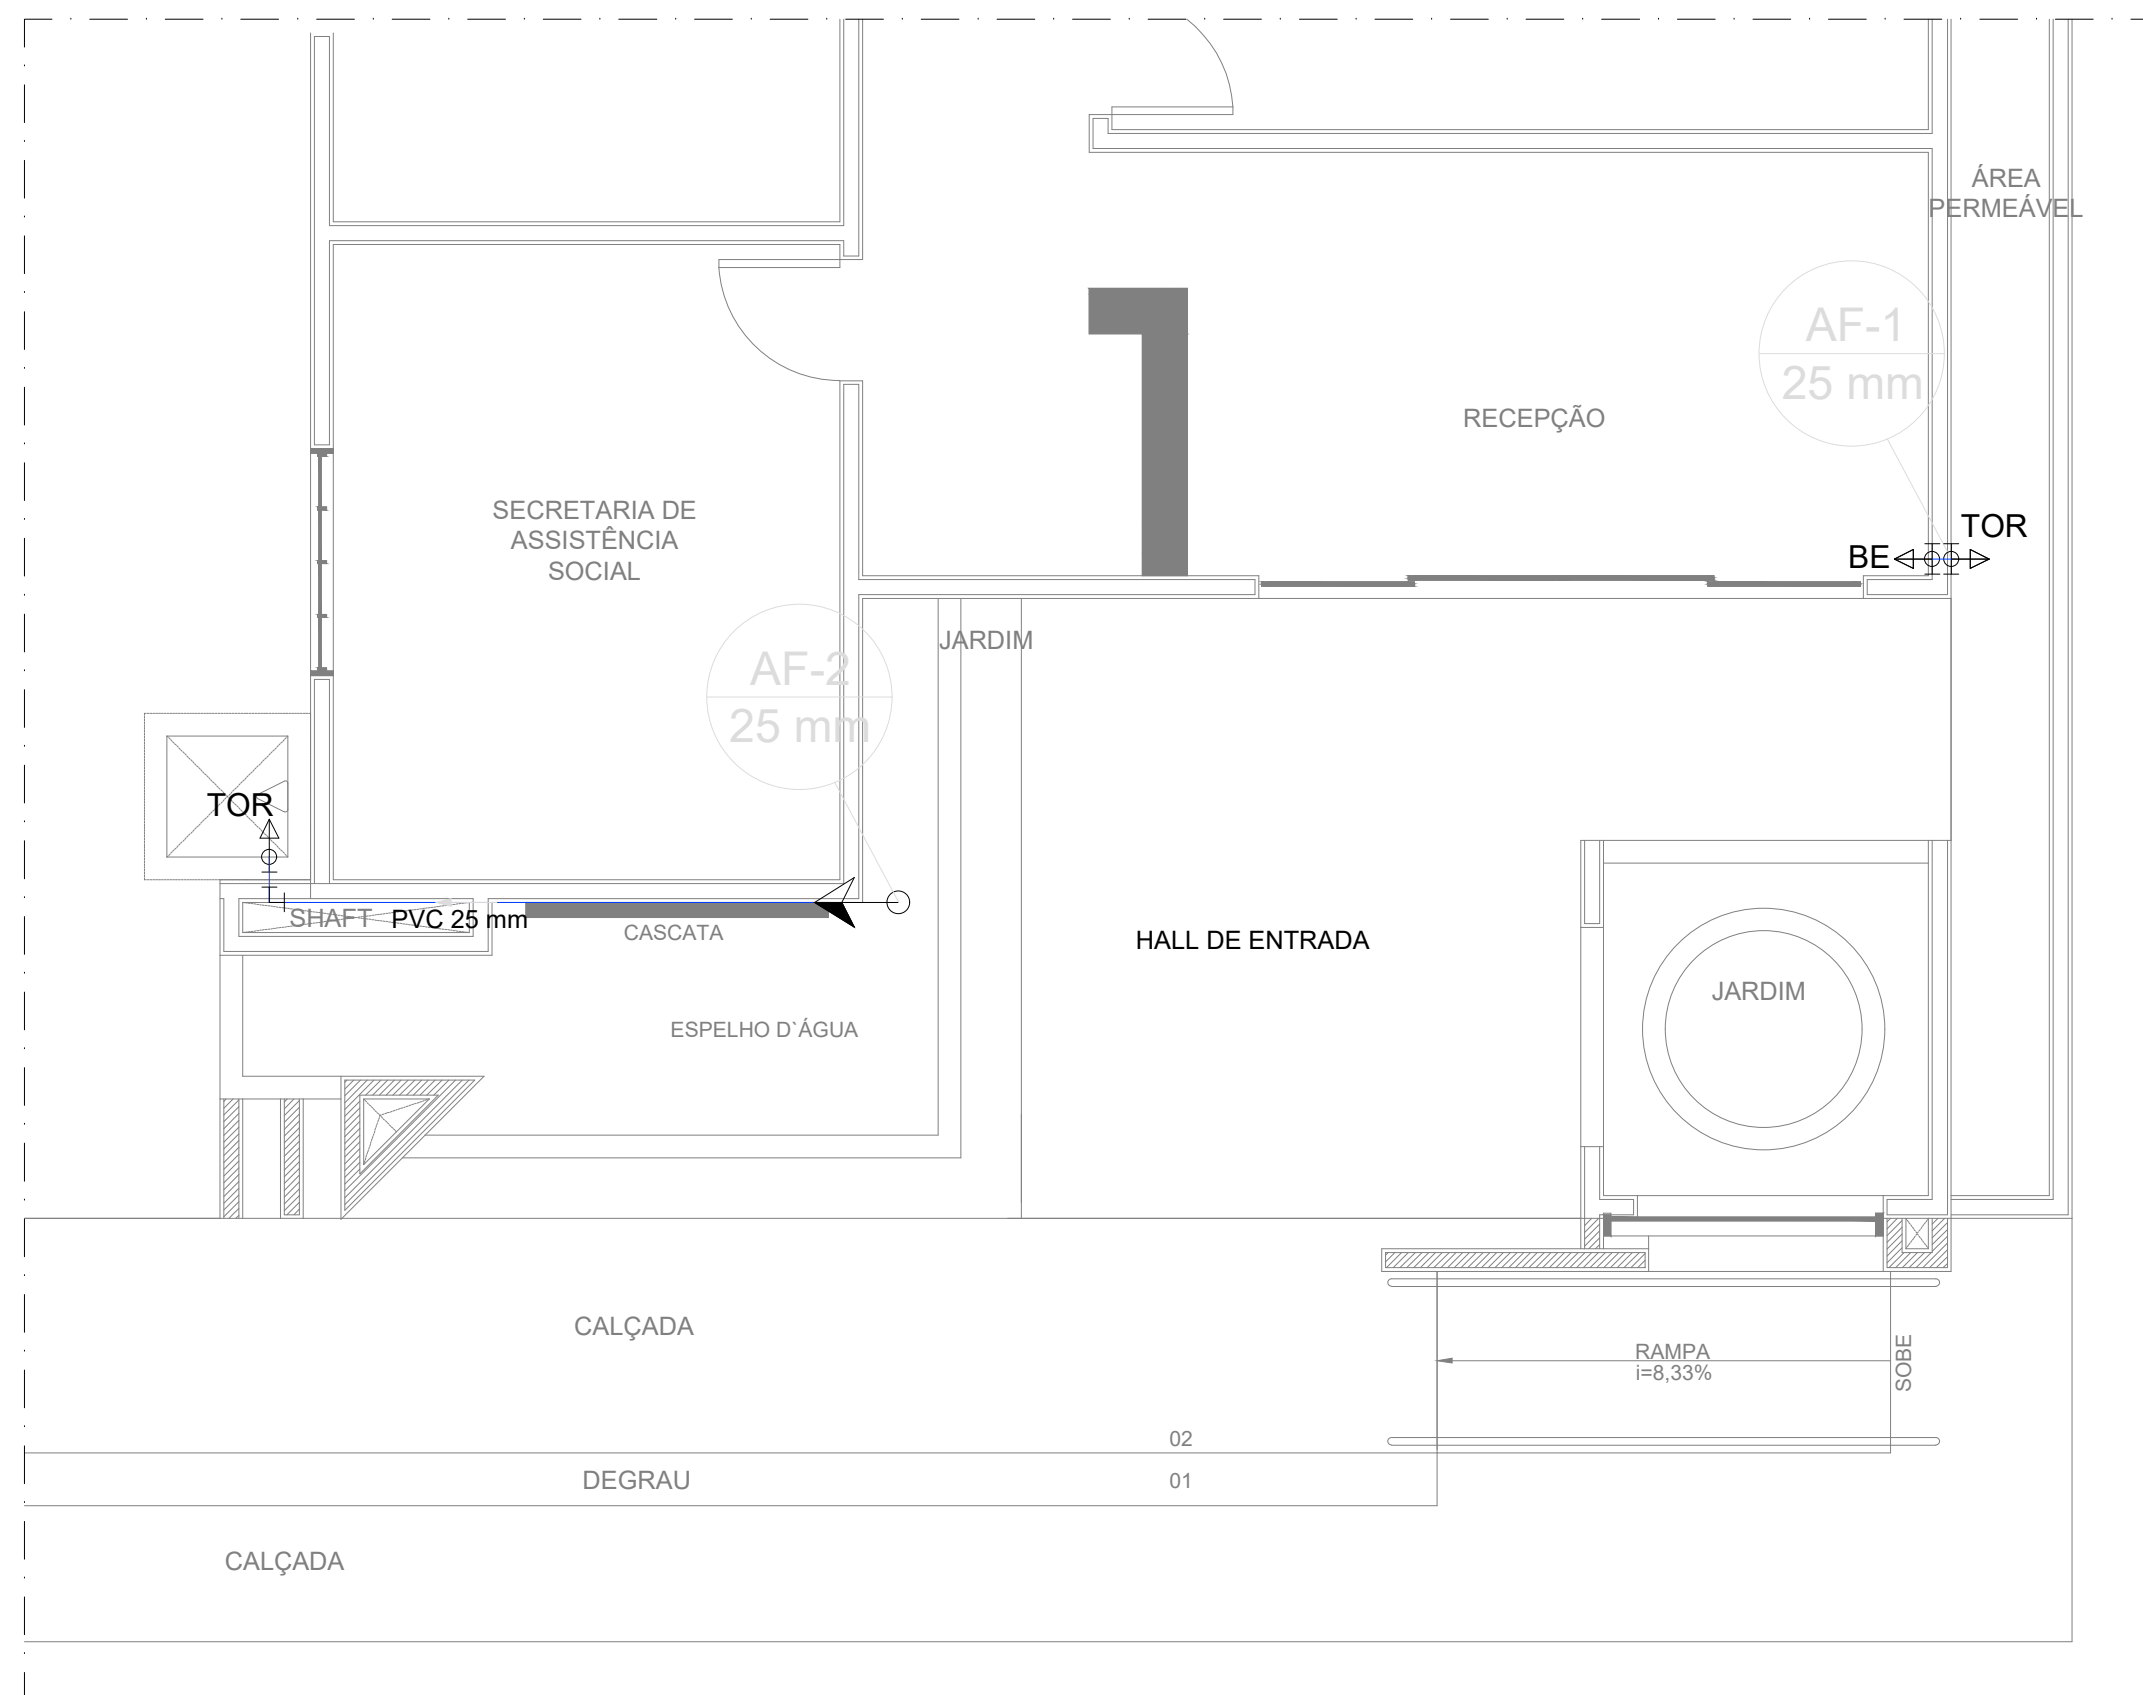 ÁREA
PERMEÁVEL
AF-1
25 mm
RECEPÇÃO
SECRETARIA DE
ASSISTÊNCIA
SOCIAL
TOR
BE
JARDIM
AF-2
25 mm
TOR
SHAFT
PVC 25 mm
CASCATA
HALL DE ENTRADA
JARDIM
ESPELHO D`ÁGUA
CALÇADA
RAMPA
i=8,33%
SOBE
02
DEGRAU
01
CALÇADA